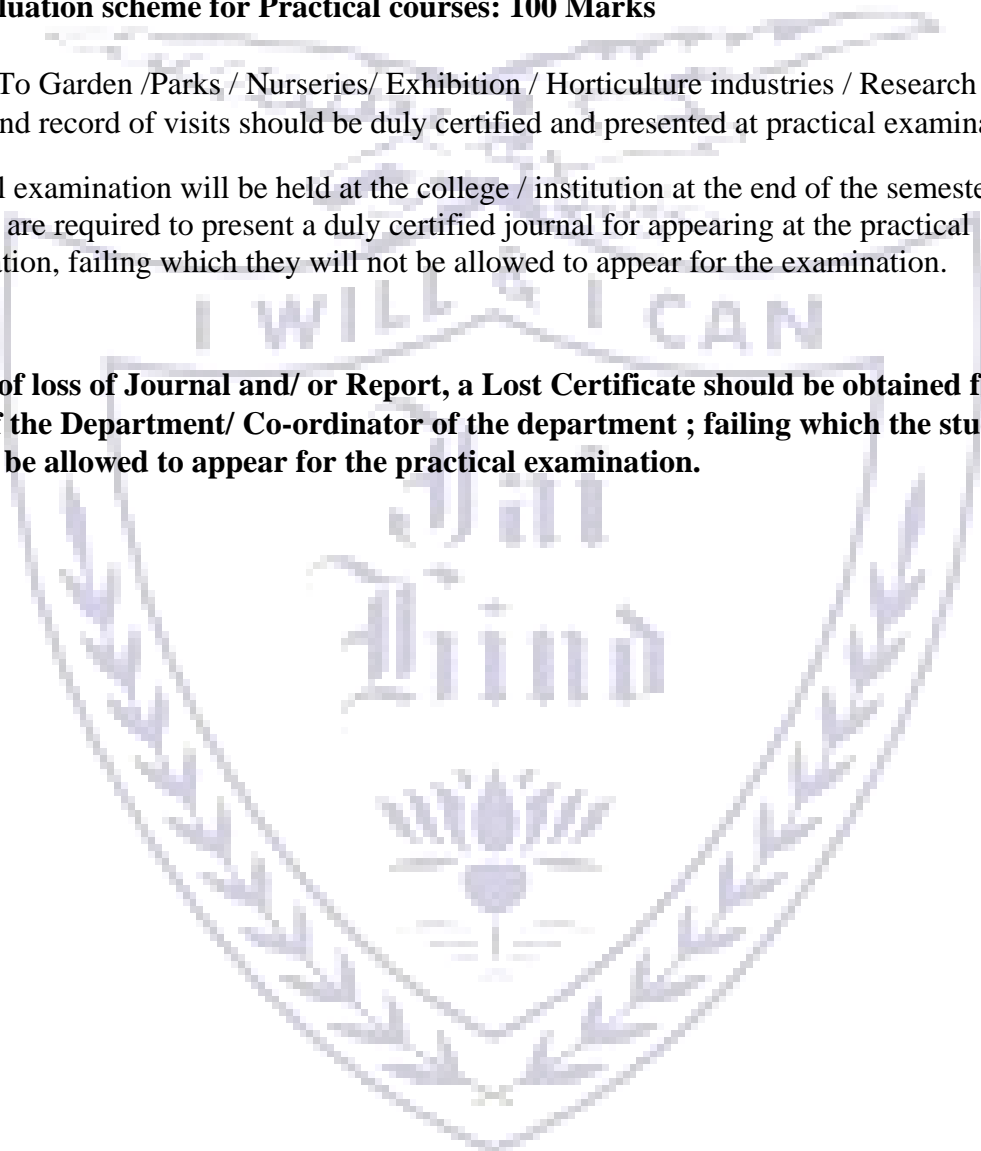 luation scheme for Practical courses: 100 Marks
To Garden /Parks / Nurseries/ Exhibition / Horticulture industries / Research
nd record of visits should be duly certified and presented at practical examina
l examination will be held at the college / institution at the end of the semeste
are required to present a duly certified journal for appearing at the practical
tion, failing which they will not be allowed to appear for the examination.
I WILL & I CAN
of loss of Journal and/ or Report, a Lost Certificate should be obtained f
f the Department/ Co-ordinator of the department ; failing which the stu
be allowed to appear for the practical examination.
Jai
Hind